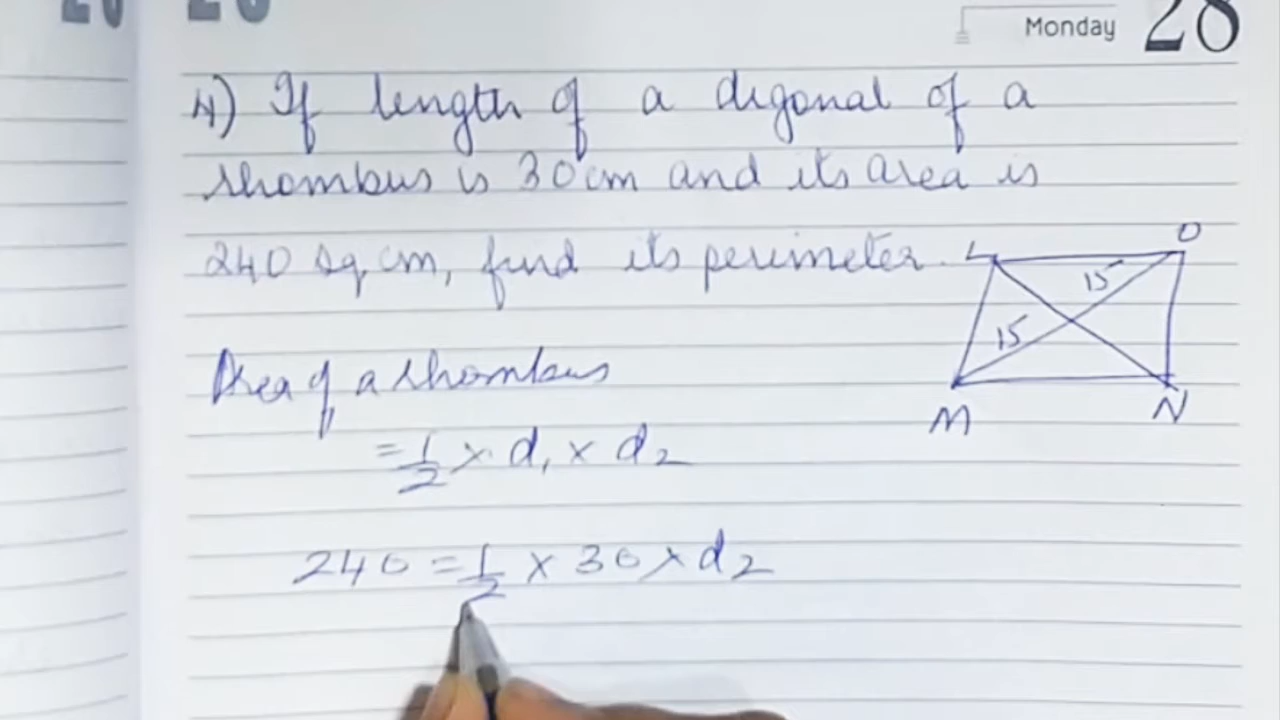 Monday 28
4) If length of a digonal of a
rhombus is 30 cm and its area is
240 sq cm, find its perimeter.
L O
15
15
M N
Area of a rhombus
= 1/2 × d1 × d2
240 = 1/2 × 30 × d2